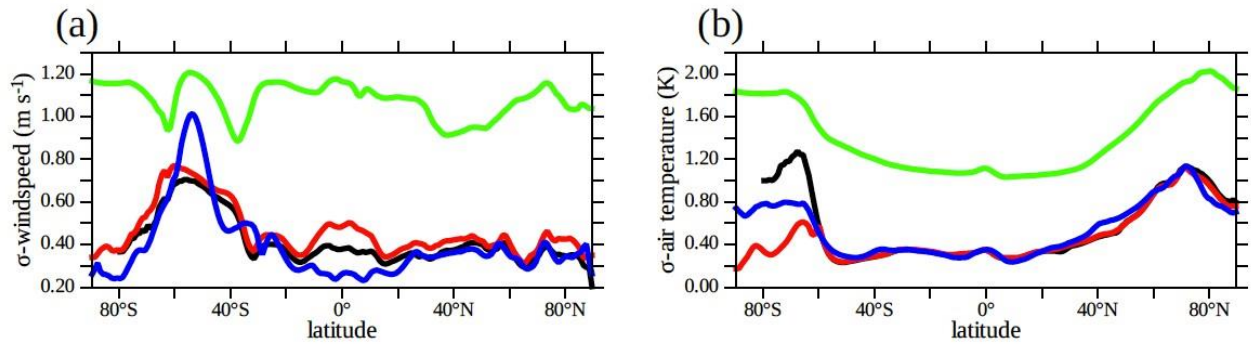 (a)
σ-windspeed (m s⁻¹)
1.20
1.00
0.80
0.60
0.40
0.20
80°S 40°S 0° 40°N 80°N
latitude
(b)
σ-air temperature (K)
2.00
1.60
1.20
0.80
0.40
0.00
80°S 40°S 0° 40°N 80°N
latitude